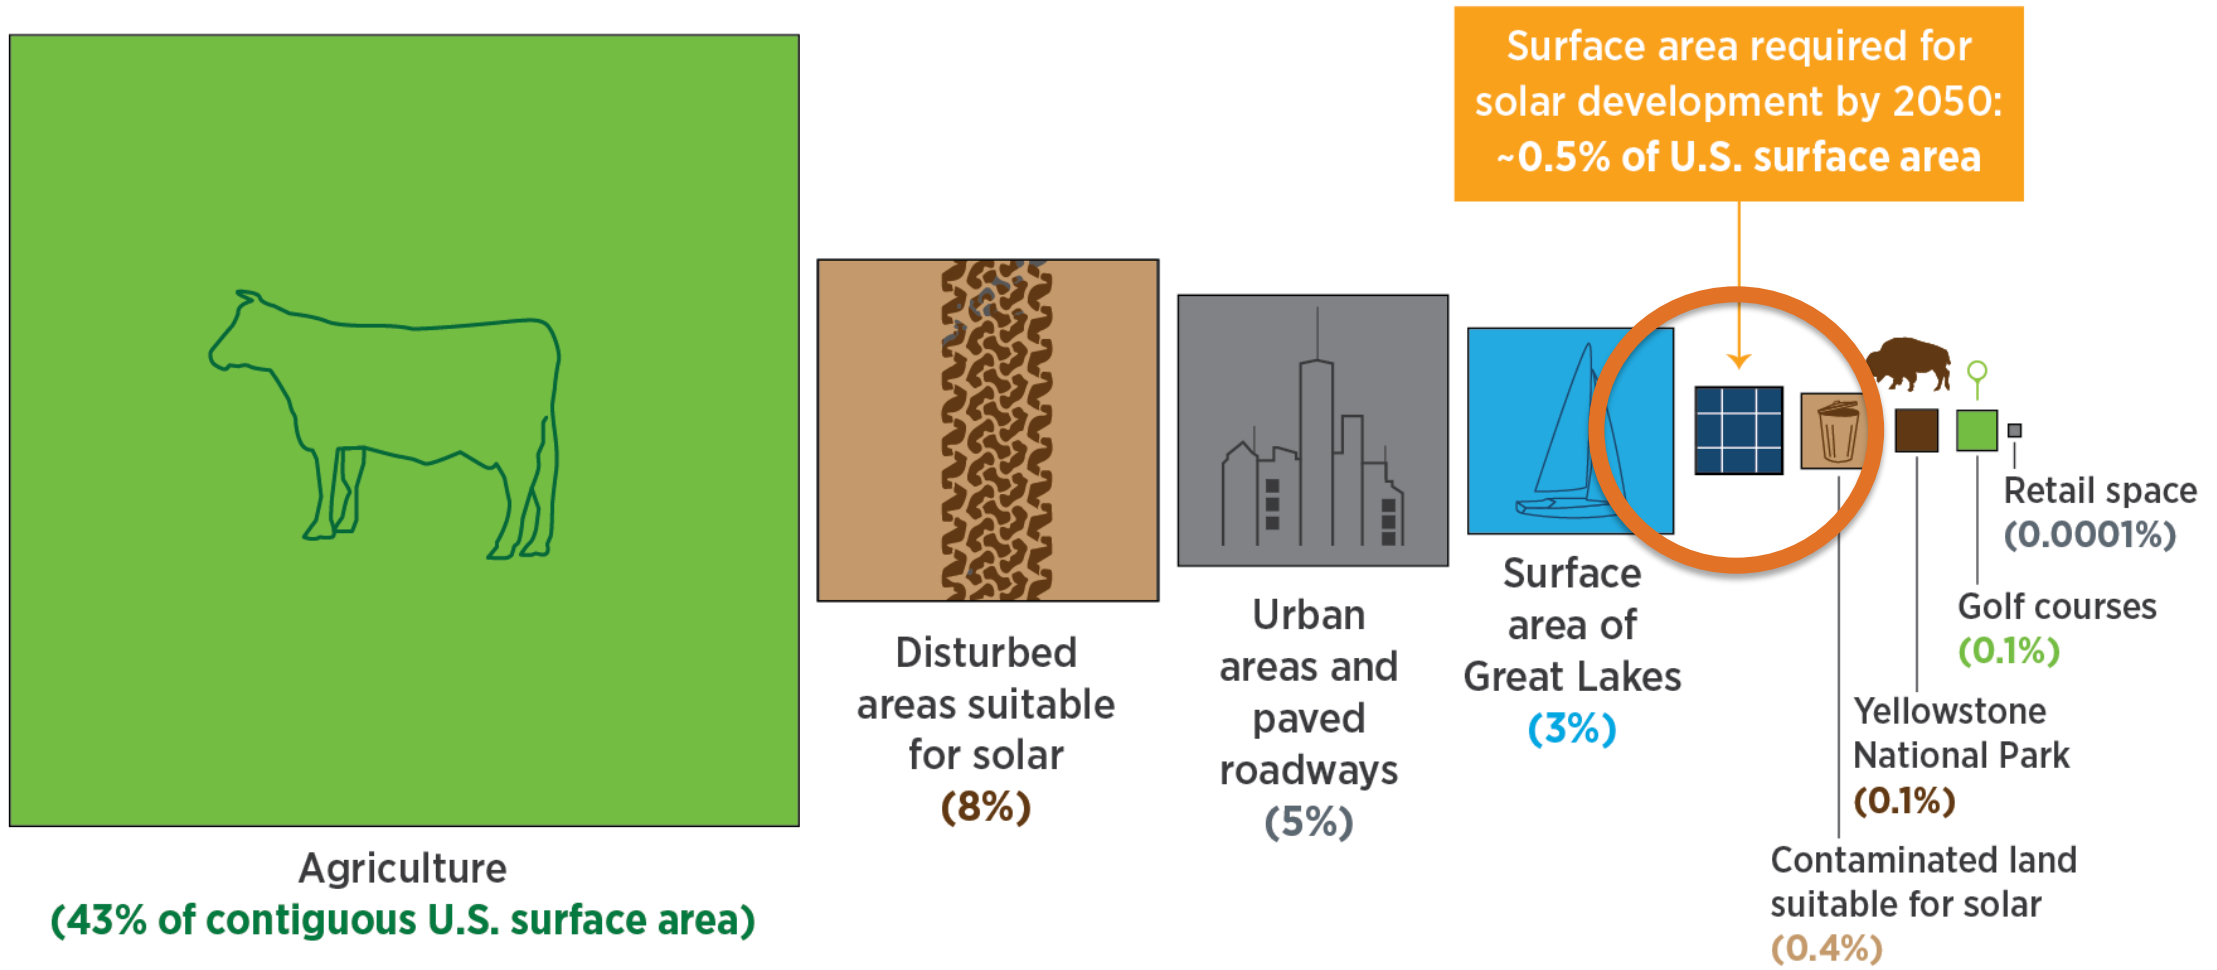 Surface area required for
solar development by 2050:
~0.5% of U.S. surface area
Agriculture
(43% of contiguous U.S. surface area)
Disturbed
areas suitable
for solar
(8%)
Urban
areas and
paved
roadways
(5%)
Surface
area of
Great Lakes
(3%)
Contaminated land
suitable for solar
(0.4%)
Yellowstone
National Park
(0.1%)
Golf courses
(0.1%)
Retail space
(0.0001%)